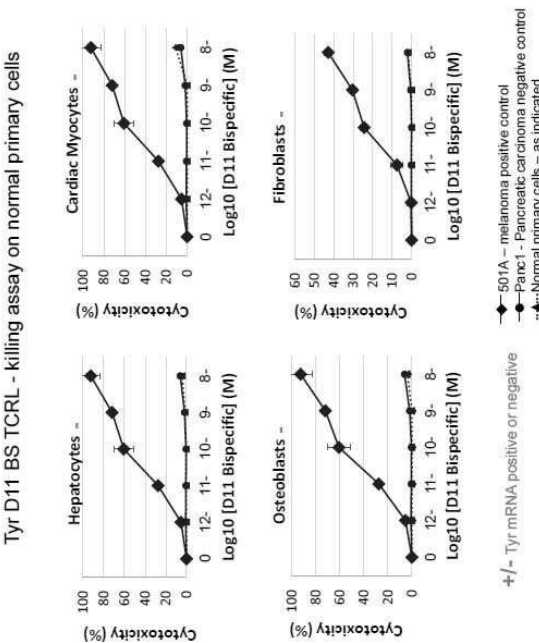 Tyr D11 BS TCRL - killing assay on normal primary cells
Hepatocytes –
Cytotoxicity (%)
100
80
60
40
20
0
0 12- 11- 10- 9- 8-
Log10 [D11 Bispecific] (M)
Cardiac Myocytes –
Cytotoxicity (%)
100
80
60
40
20
0
0 12- 11- 10- 9- 8-
Log10 [D11 Bispecific] (M)
Osteoblasts –
Cytotoxicity (%)
100
80
60
40
20
0
0 12- 11- 10- 9- 8-
Log10 [D11 Bispecific] (M)
Fibroblasts –
Cytotoxicity (%)
60
50
40
30
20
10
0
0 12- 11- 10- 9- 8-
Log10 [D11 Bispecific] (M)
+/- Tyr mRNA positive or negative
501A – melanoma positive control
Panc1 - Pancreatic carcinoma negative control
Normal primary cells – as indicated